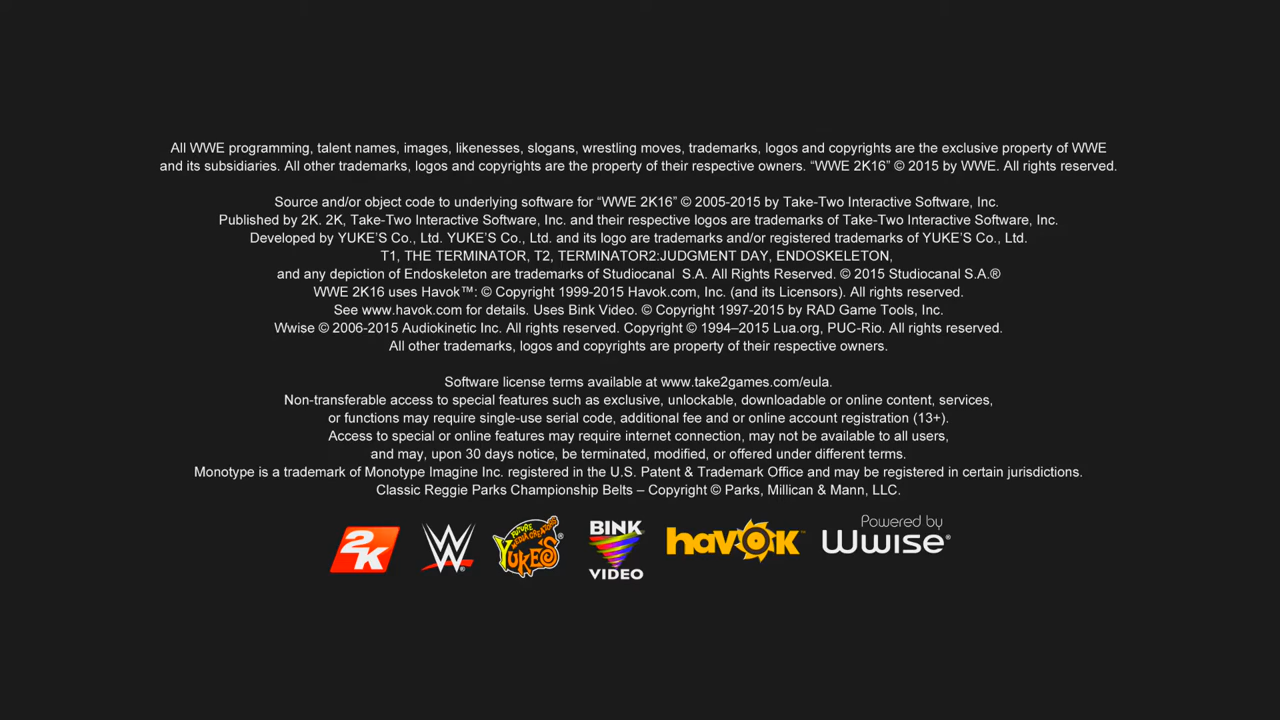 All WWE programming, talent names, images, likenesses, slogans, wrestling moves, trademarks, logos and copyrights are the exclusive property of WWE
and its subsidiaries. All other trademarks, logos and copyrights are the property of their respective owners. “WWE 2K16” © 2015 by WWE. All rights reserved.
Source and/or object code to underlying software for “WWE 2K16” © 2005-2015 by Take-Two Interactive Software, Inc.
Published by 2K. 2K, Take-Two Interactive Software, Inc. and their respective logos are trademarks of Take-Two Interactive Software, Inc.
Developed by YUKE’S Co., Ltd. YUKE’S Co., Ltd. and its logo are trademarks and/or registered trademarks of YUKE’S Co., Ltd.
T1, THE TERMINATOR, T2, TERMINATOR2:JUDGMENT DAY, ENDOSKELETON,
and any depiction of Endoskeleton are trademarks of Studiocanal S.A. All Rights Reserved. © 2015 Studiocanal S.A.®
WWE 2K16 uses Havok™: © Copyright 1999-2015 Havok.com, Inc. (and its Licensors). All rights reserved.
See www.havok.com for details. Uses Bink Video. © Copyright 1997-2015 by RAD Game Tools, Inc.
Wwise © 2006-2015 Audiokinetic Inc. All rights reserved. Copyright © 1994–2015 Lua.org, PUC-Rio. All rights reserved.
All other trademarks, logos and copyrights are property of their respective owners.
Software license terms available at www.take2games.com/eula.
Non-transferable access to special features such as exclusive, unlockable, downloadable or online content, services,
or functions may require single-use serial code, additional fee and or online account registration (13+).
Access to special or online features may require internet connection, may not be available to all users,
and may, upon 30 days notice, be terminated, modified, or offered under different terms.
Monotype is a trademark of Monotype Imagine Inc. registered in the U.S. Patent & Trademark Office and may be registered in certain jurisdictions.
Classic Reggie Parks Championship Belts – Copyright © Parks, Millican & Mann, LLC.
2K
W
FUTURE MEDIA CREATORS
YUKE'S
BINK
VIDEO
havok™
Powered by
Wwise®